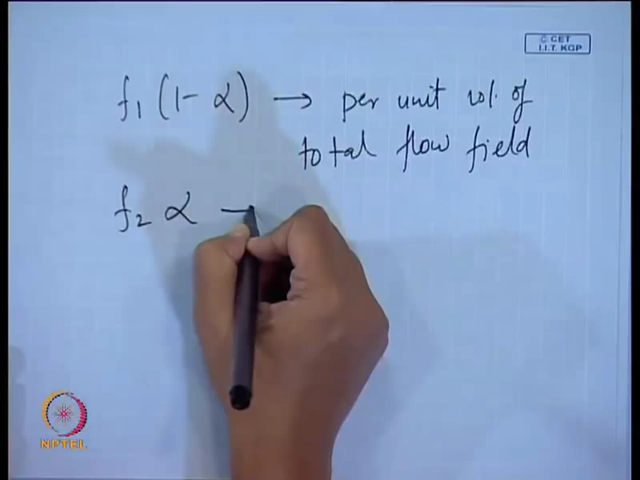 © CET
I.I.T. KGP
f₁ (1 - α) → per unit vol. of
total flow field
f₂ α —
NPTEL